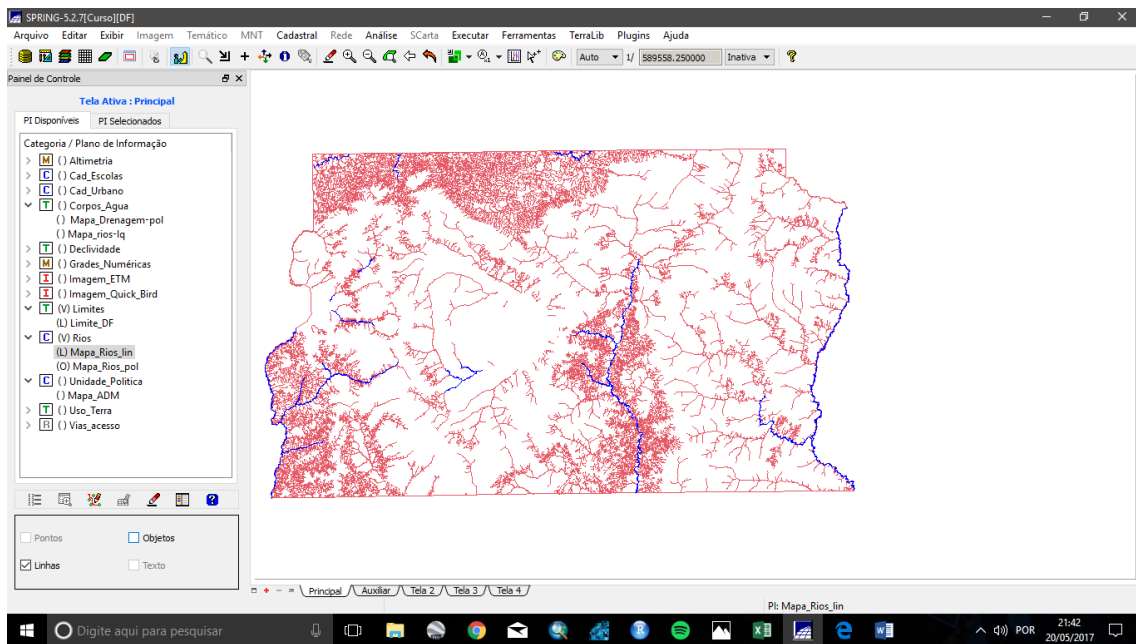 SPRING-5.2.7[Curso][DF]
Arquivo Editar Exibir Imagem Temático MNT Cadastral Rede Análise SCarta Executar Ferramentas TerraLib Plugins Ajuda
Auto 1/ 589558.250000 Inativa
Painel de Controle
Tela Ativa : Principal
PI Disponíveis PI Selecionados
Categoria / Plano de Informação
M () Altimetria
C () Cad_Escolas
C () Cad_Urbano
T () Corpos_Agua
() Mapa_Drenagem-pol
() Mapa_rios-lq
T () Declividade
M () Grades_Numéricas
I () Imagem_ETM
I () Imagem_Quick_Bird
T (V) Limites
(L) Limite_DF
C (V) Rios
(L) Mapa_Rios_lin
(O) Mapa_Rios_pol
C () Unidade_Politica
() Mapa_ADM
T () Uso_Terra
R () Vias_acesso
Pontos Objetos
Linhas Texto
Principal Auxiliar Tela 2 Tela 3 Tela 4
PI: Mapa_Rios_lin
Digite aqui para pesquisar
POR 21:42
20/05/2017